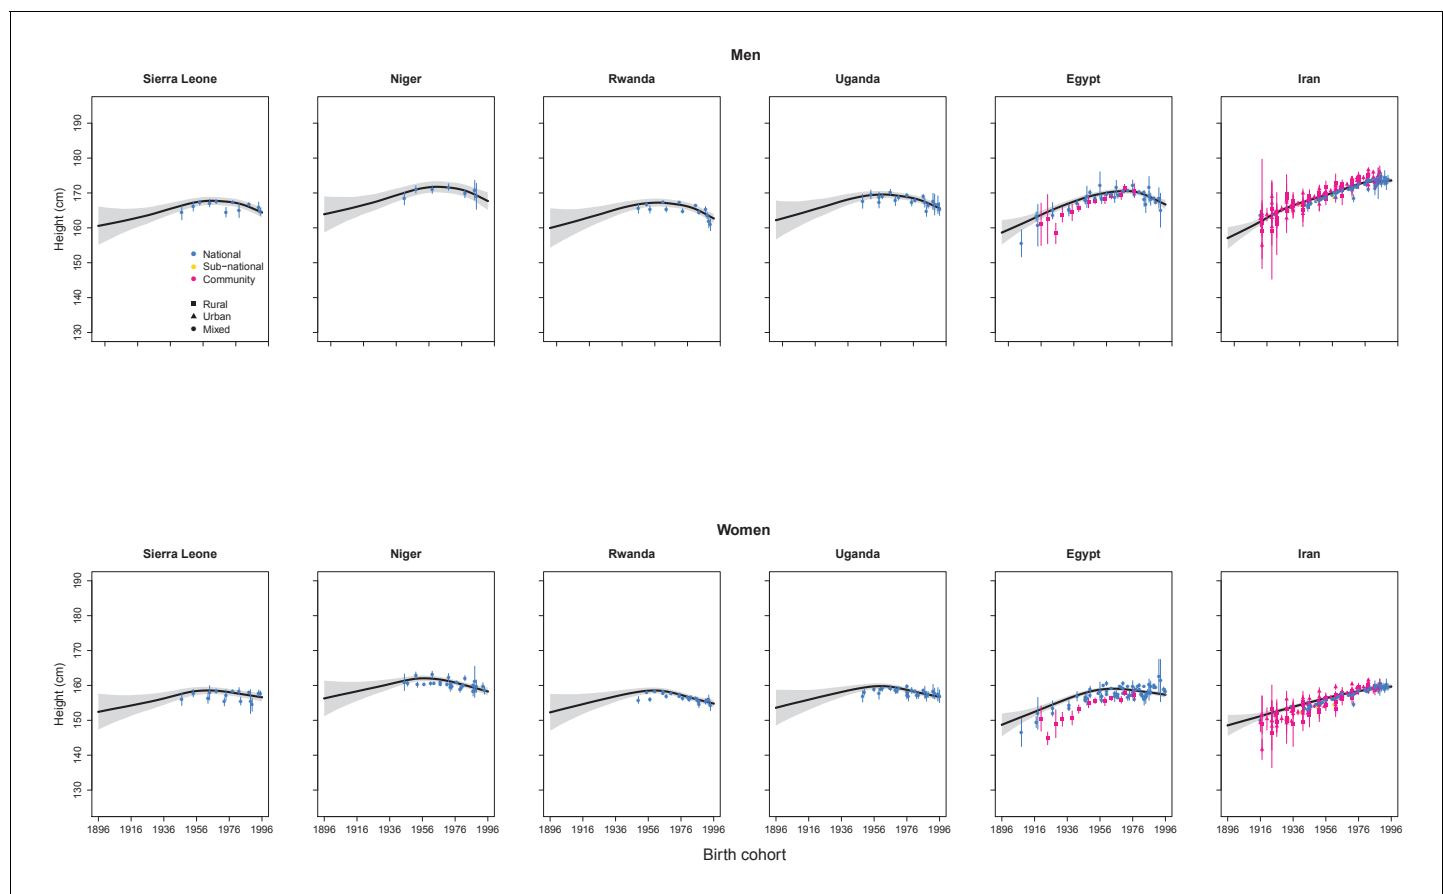 Men
Sierra Leone Niger Rwanda Uganda Egypt Iran
190
180
170
160
150
140
130
Height (cm)
National
Sub−national
Community
Rural
Urban
Mixed
Women
Sierra Leone Niger Rwanda Uganda Egypt Iran
190
180
170
160
150
140
130
Height (cm)
1896 1916 1936 1956 1976 1996 1896 1916 1936 1956 1976 1996 1896 1916 1936 1956 1976 1996 1896 1916 1936 1956 1976 1996 1896 1916 1936 1956 1976 1996 1896 1916 1936 1956 1976 1996
Birth cohort